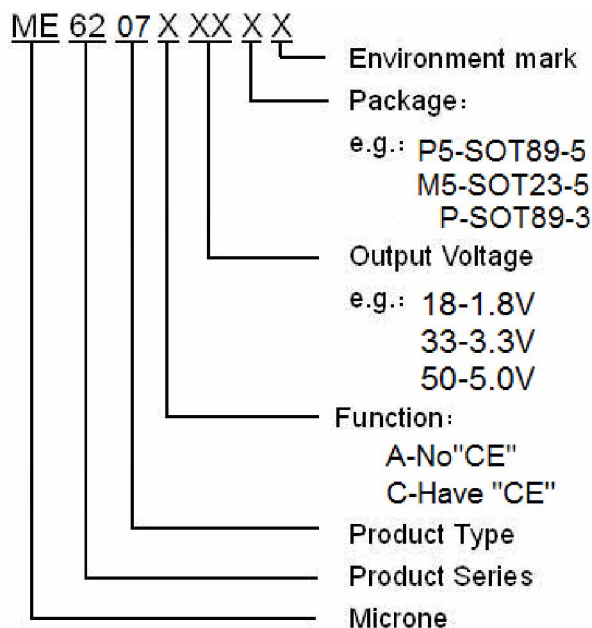 ME 62 07 X XX X X
Environment mark
Package：
e.g.： P5-SOT89-5
M5-SOT23-5
P-SOT89-3
Output Voltage
e.g.： 18-1.8V
33-3.3V
50-5.0V
Function：
A-No"CE"
C-Have "CE"
Product Type
Product Series
Microne